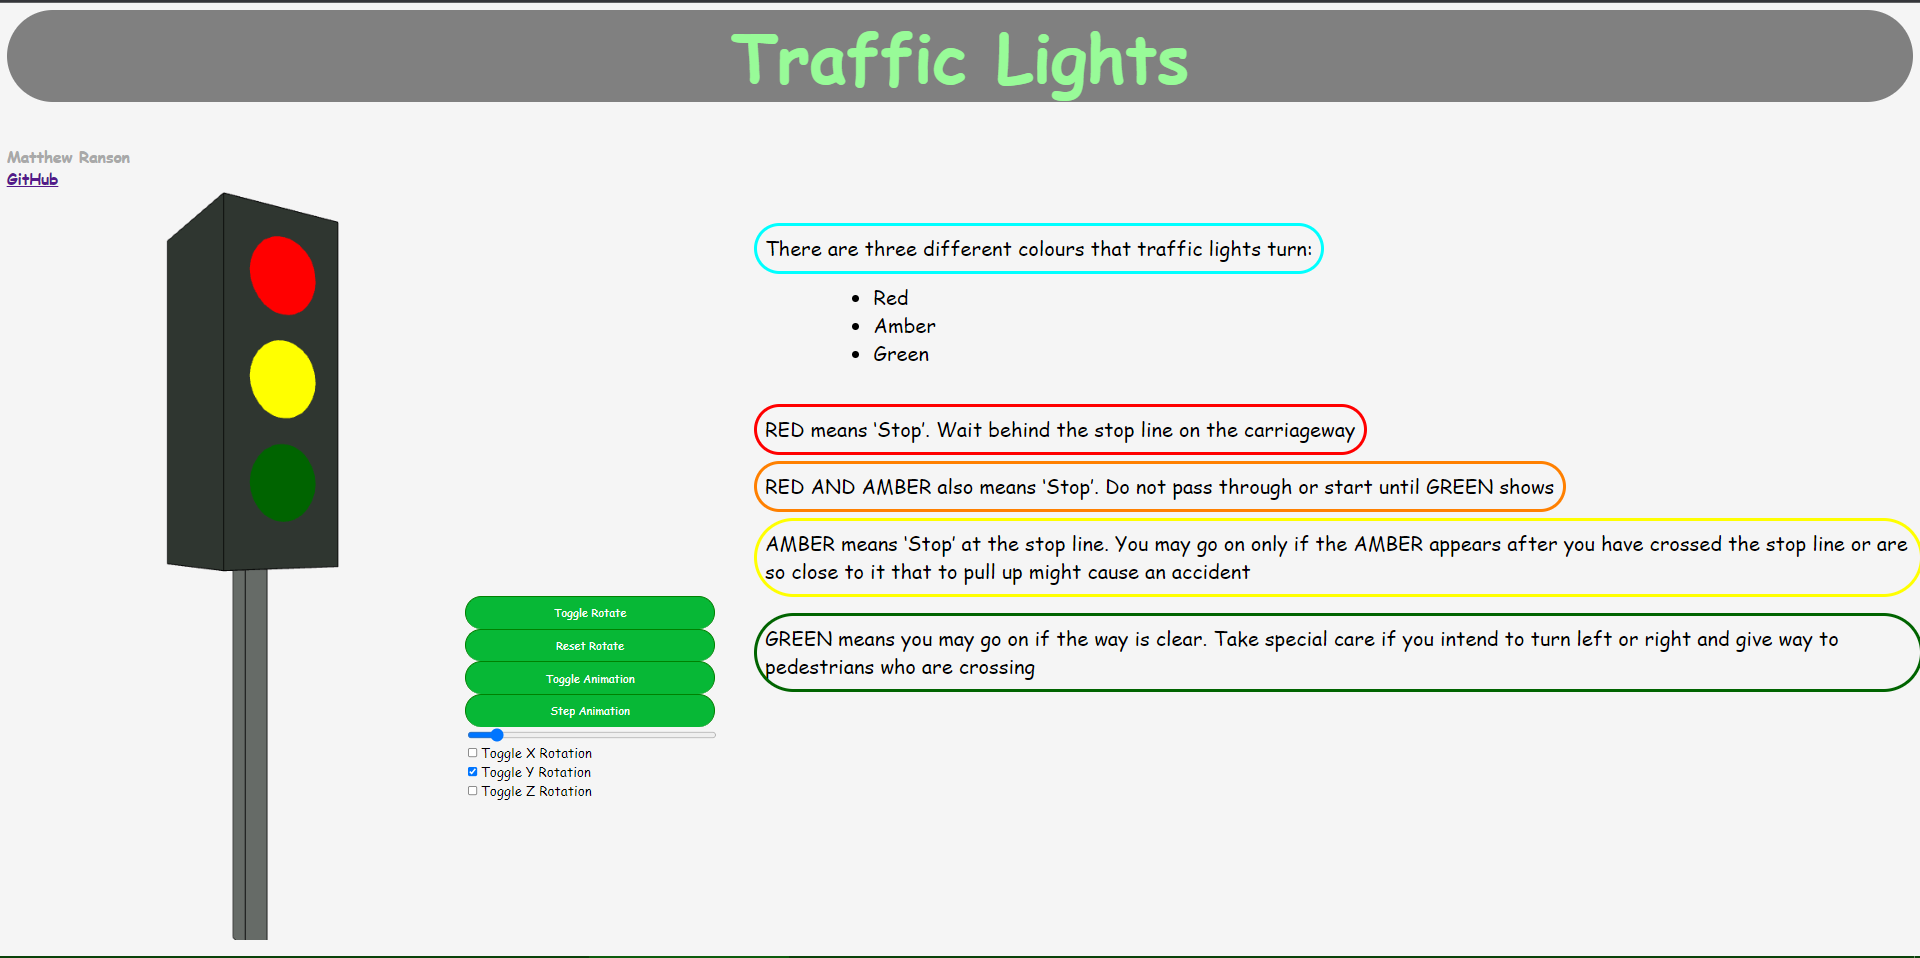 Traffic Lights
Matthew Ranson
GitHub
There are three different colours that traffic lights turn:
• Red
• Amber
• Green
RED means ‘Stop’. Wait behind the stop line on the carriageway
RED AND AMBER also means ‘Stop’. Do not pass through or start until GREEN shows
AMBER means ‘Stop’ at the stop line. You may go on only if the AMBER appears after you have crossed the stop line or are
so close to it that to pull up might cause an accident
GREEN means you may go on if the way is clear. Take special care if you intend to turn left or right and give way to
pedestrians who are crossing
Toggle Rotate
Reset Rotate
Toggle Animation
Step Animation
Toggle X Rotation
Toggle Y Rotation
Toggle Z Rotation